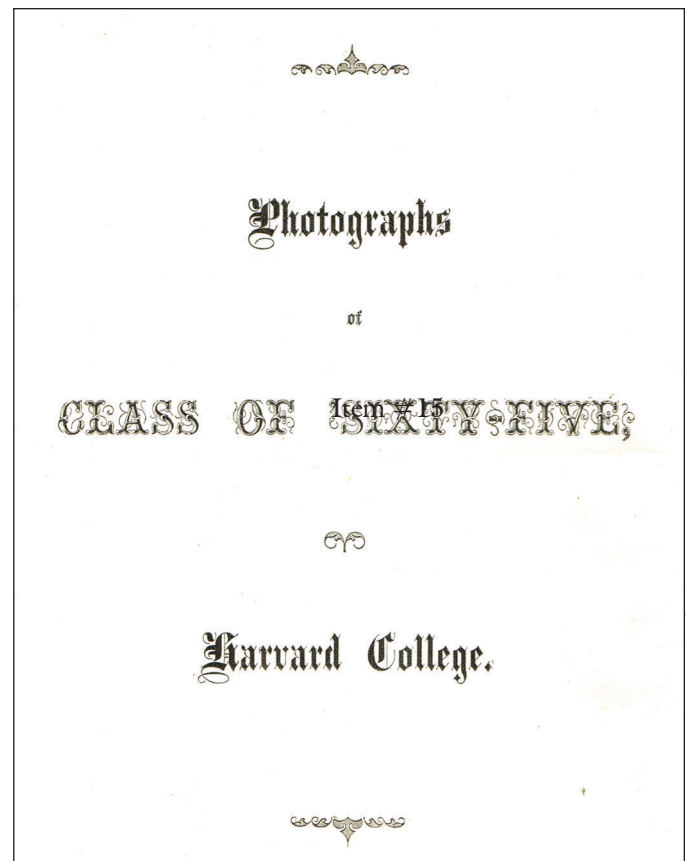 Photographs
of
CLASS OF SIXTY-FIVE,
Item #15
Harvard College.